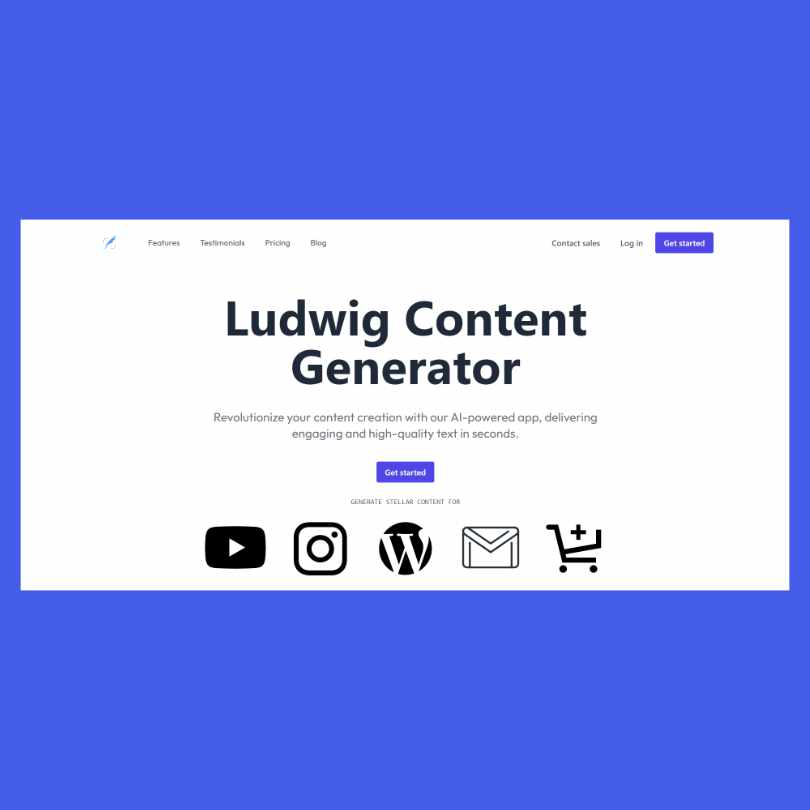 Features Testimonials Pricing Blog Contact sales Log in Get started
Ludwig Content
Generator
Revolutionize your content creation with our AI-powered app, delivering
engaging and high-quality text in seconds.
Get started
GENERATE STELLAR CONTENT FOR